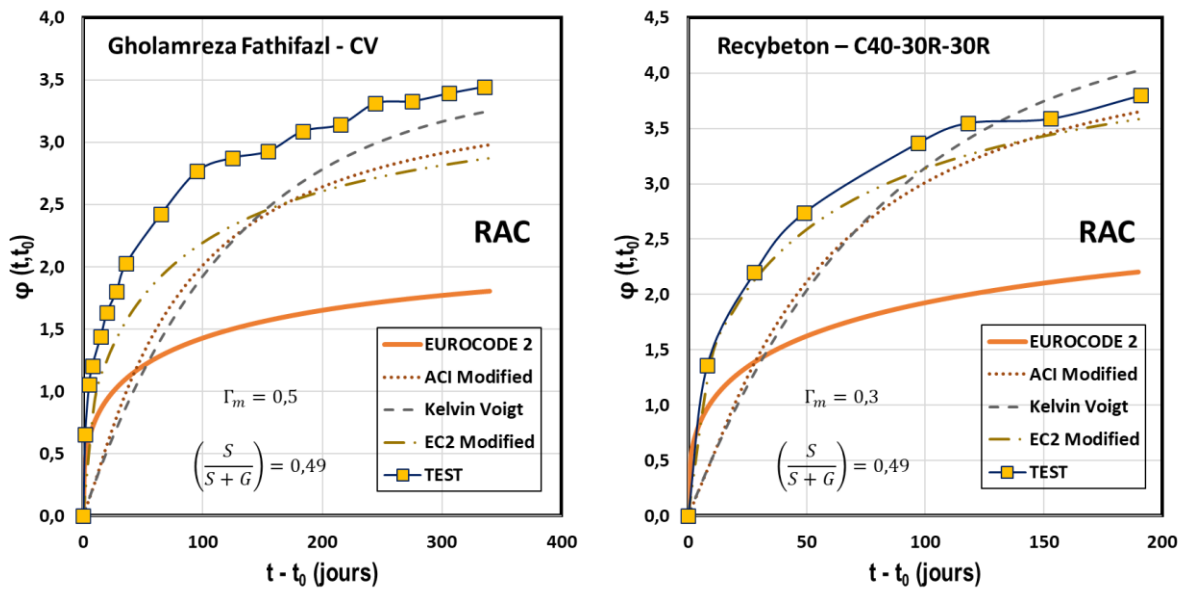 Gholamreza Fathifazl - CV
4,0
3,5
3,0
2,5
2,0
1,5
1,0
0,5
0,0
φ (t,t₀)
RAC
EUROCODE 2
ACI Modified
Kelvin Voigt
EC2 Modified
TEST
Γₘ = 0,5
(S/(S + G)) = 0,49
0 100 200 300 400
t - t₀ (jours)
Recybeton – C40-30R-30R
4,5
4,0
3,5
3,0
2,5
2,0
1,5
1,0
0,5
0,0
φ (t,t₀)
RAC
EUROCODE 2
ACI Modified
Kelvin Voigt
EC2 Modified
TEST
Γₘ = 0,3
(S/(S + G)) = 0,49
0 50 100 150 200
t - t₀ (jours)